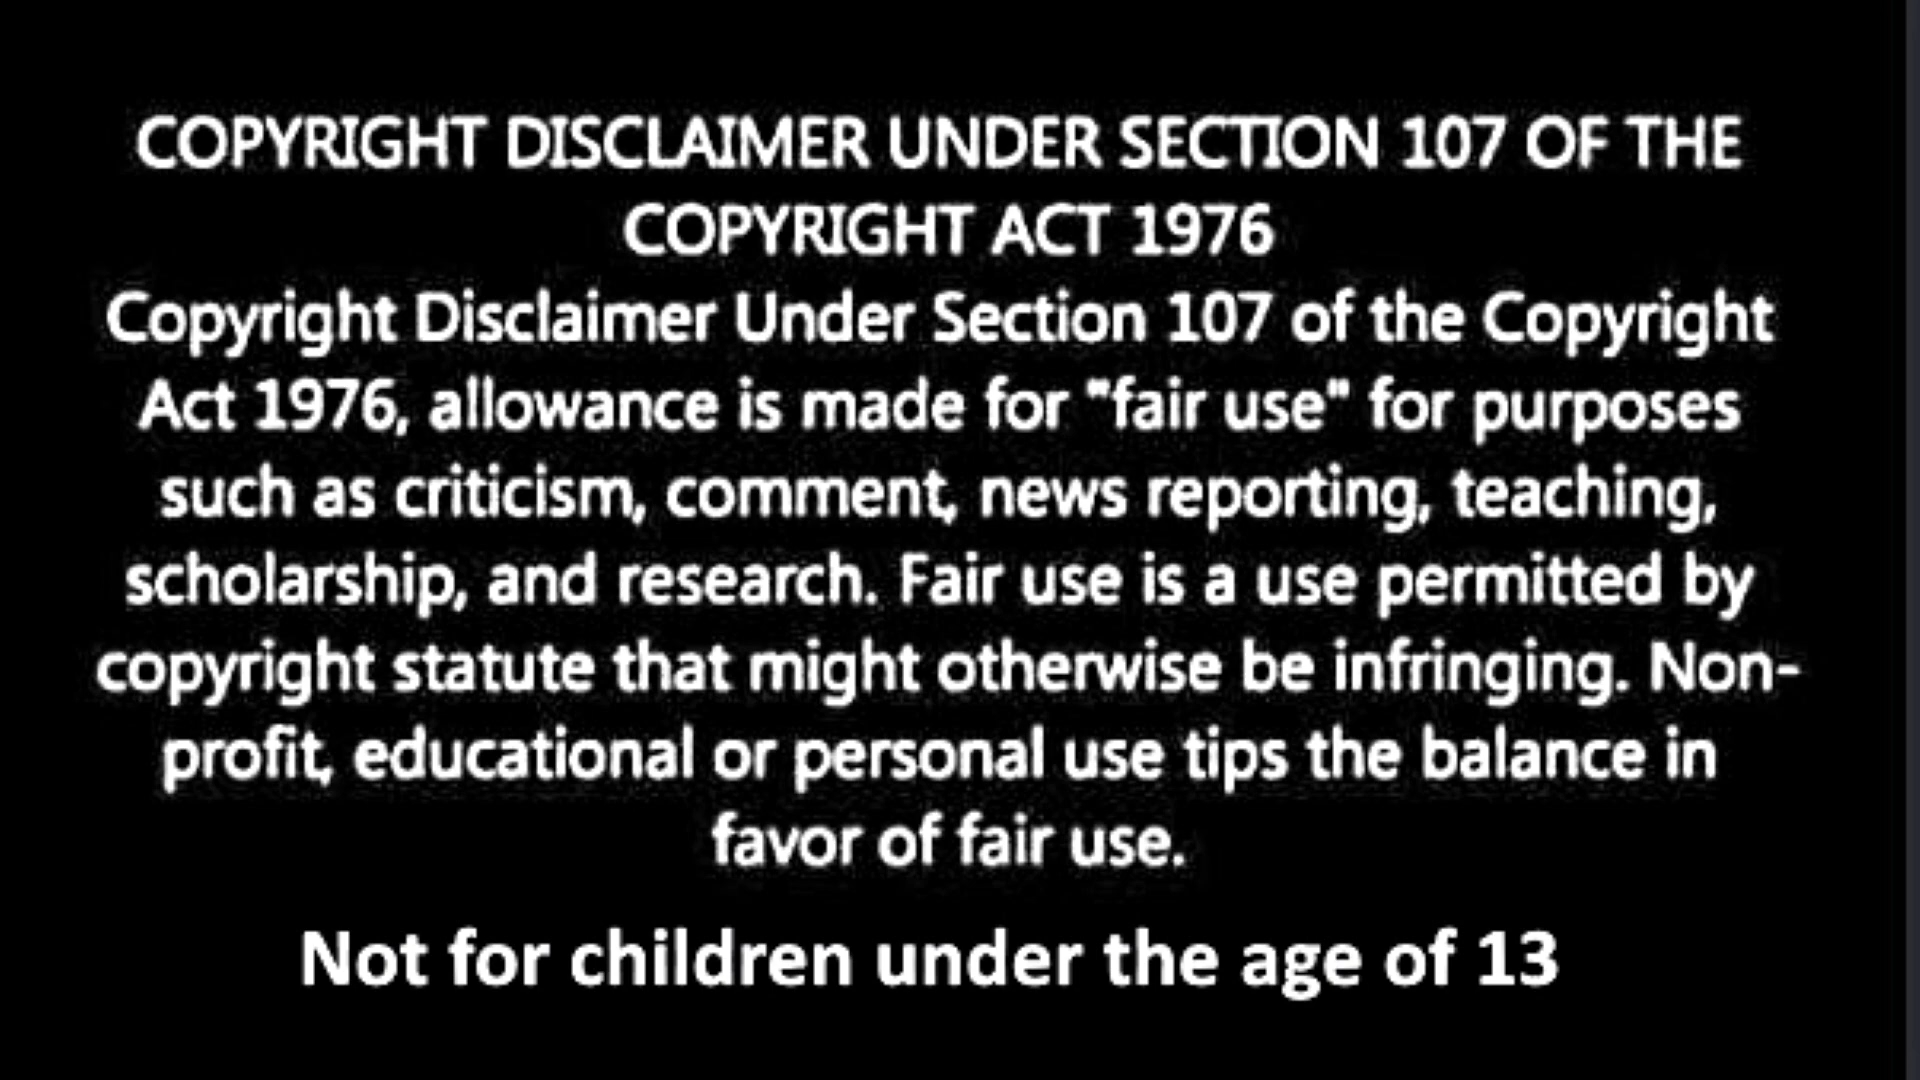 COPYRIGHT DISCLAIMER UNDER SECTION 107 OF THE
COPYRIGHT ACT 1976
Copyright Disclaimer Under Section 107 of the Copyright
Act 1976, allowance is made for "fair use" for purposes
such as criticism, comment, news reporting, teaching,
scholarship, and research. Fair use is a use permitted by
copyright statute that might otherwise be infringing. Non-
profit, educational or personal use tips the balance in
favor of fair use.
Not for children under the age of 13